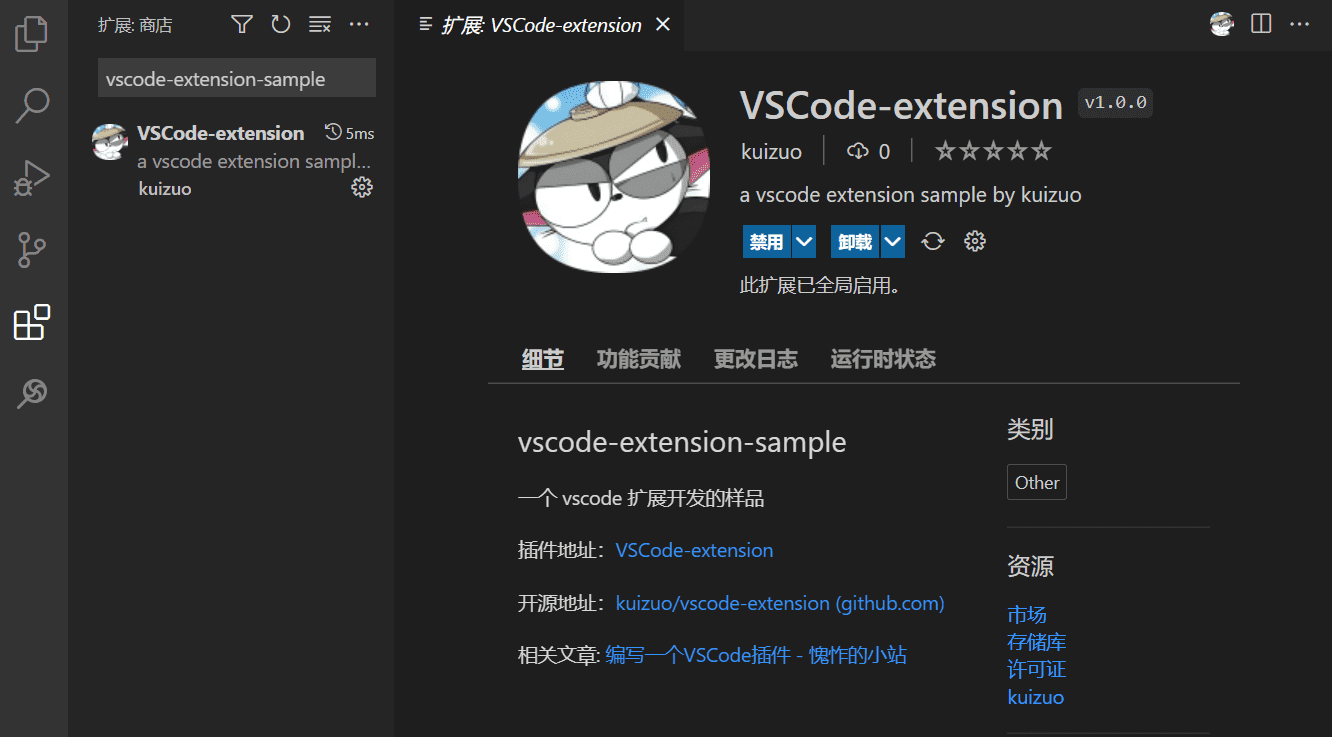 扩展: 商店
vscode-extension-sample
VSCode-extension 5ms
a vscode extension sampl...
kuizuo
扩展: VSCode-extension
VSCode-extension v1.0.0
kuizuo 0
a vscode extension sample by kuizuo
禁用 卸载
此扩展已全局启用。
细节 功能贡献 更改日志 运行时状态
vscode-extension-sample
一个 vscode 扩展开发的样品
插件地址：VSCode-extension
开源地址：kuizuo/vscode-extension (github.com)
相关文章: 编写一个VSCode插件 - 愧怍的小站
类别
Other
资源
市场
存储库
许可证
kuizuo